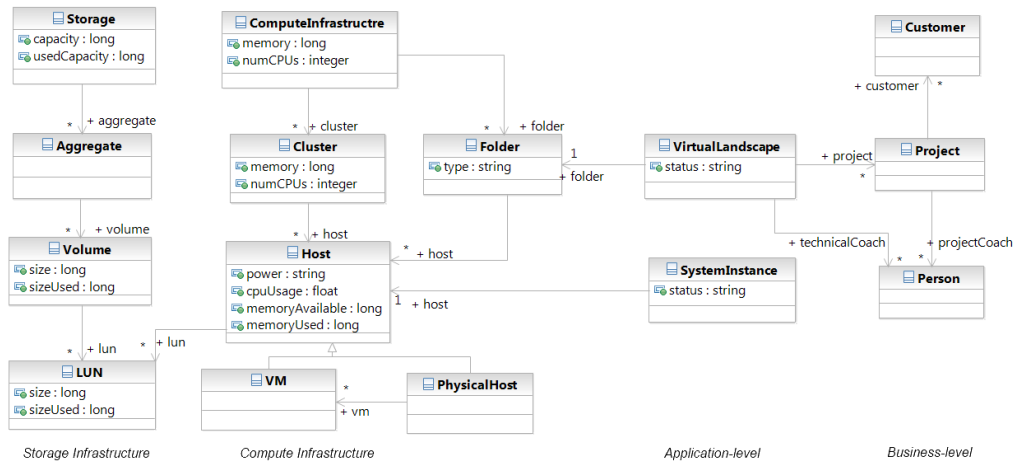 Storage
capacity : long
usedCapacity : long
* + aggregate
Aggregate
* + volume
Volume
size : long
sizeUsed : long
* + lun
LUN
size : long
sizeUsed : long
Storage Infrastructure
ComputeInfrastructre
memory : long
numCPUs : integer
* + cluster
* + folder
Cluster
memory : long
numCPUs : integer
Folder
type : string
* + host
* + host
Host
power : string
cpuUsage : float
memoryAvailable : long
memoryUsed : long
* + lun
VM
* + vm
PhysicalHost
Compute Infrastructure
1
+ folder
VirtualLandscape
status : string
+ project
*
+ technicalCoach
*
SystemInstance
status : string
1 + host
Application-level
Customer
+ customer *
Project
+ projectCoach
*
Person
Business-level